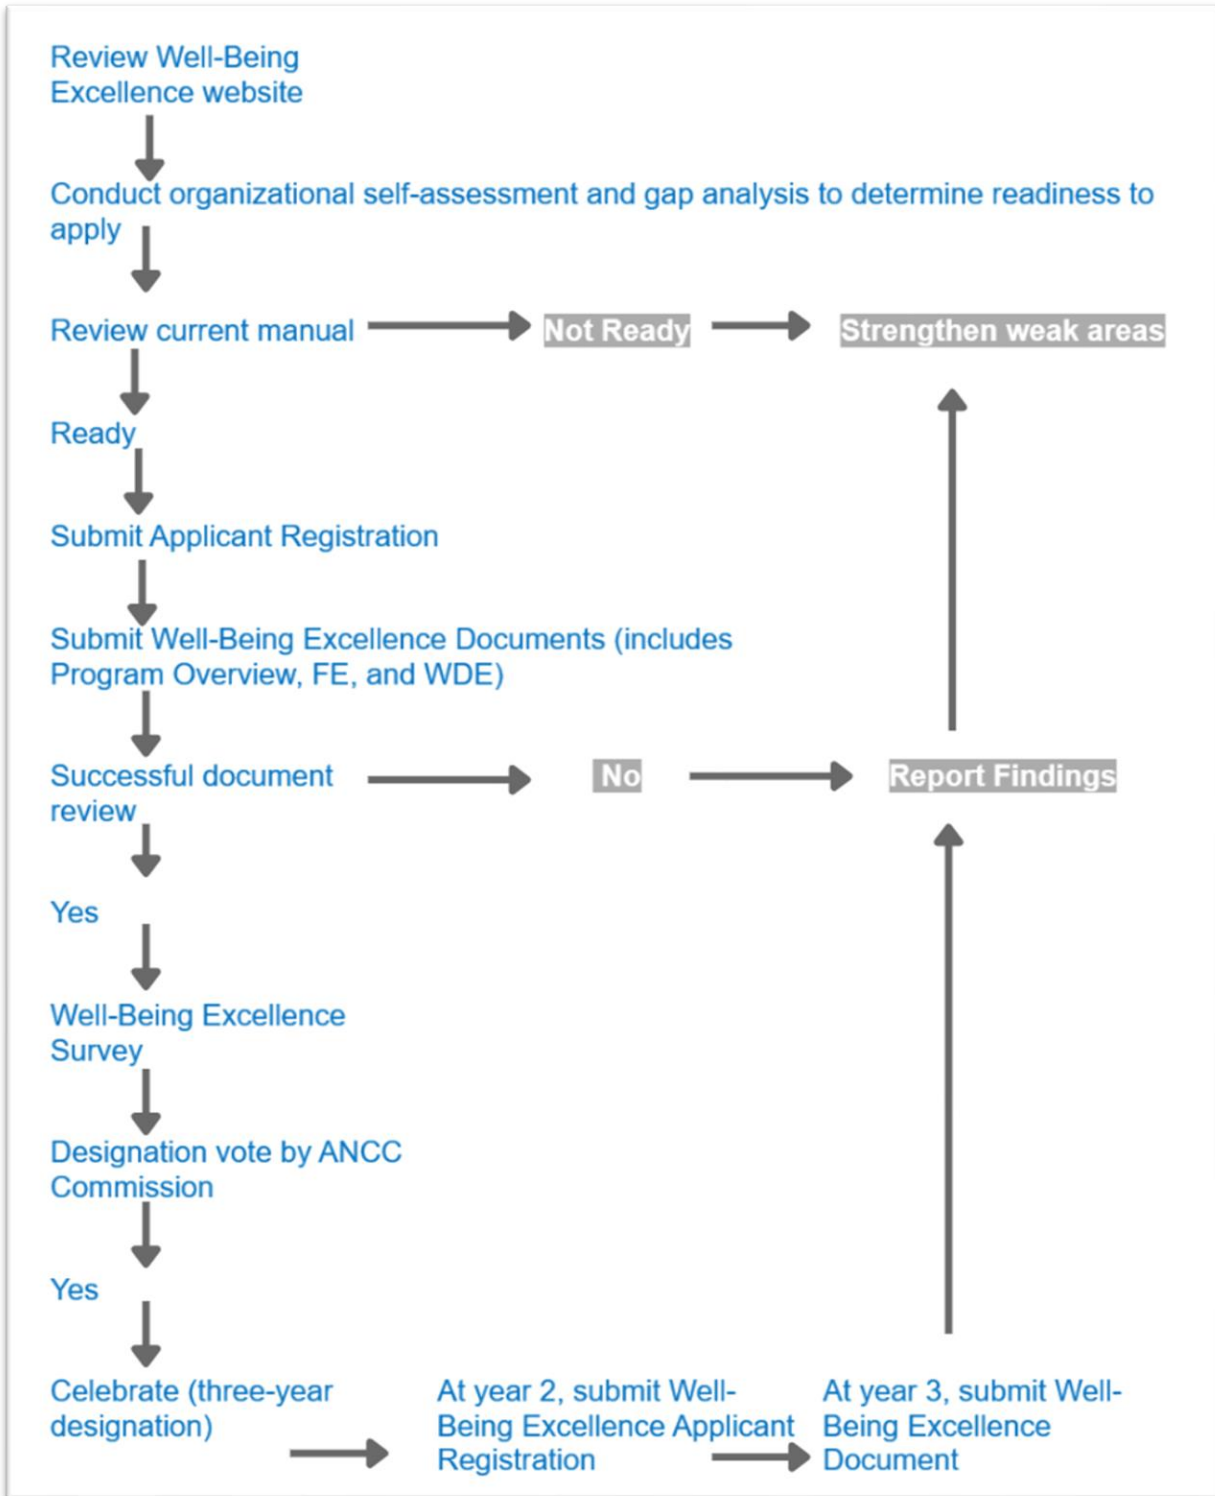 Review Well-Being
Excellence website
Conduct organizational self-assessment and gap analysis to determine readiness to
apply
Review current manual
Not Ready
Strengthen weak areas
Ready
Submit Applicant Registration
Submit Well-Being Excellence Documents (includes
Program Overview, FE, and WDE)
Successful document
review
No
Report Findings
Yes
Well-Being Excellence
Survey
Designation vote by ANCC
Commission
Yes
Celebrate (three-year
designation)
At year 2, submit Well-
Being Excellence Applicant
Registration
At year 3, submit Well-
Being Excellence
Document